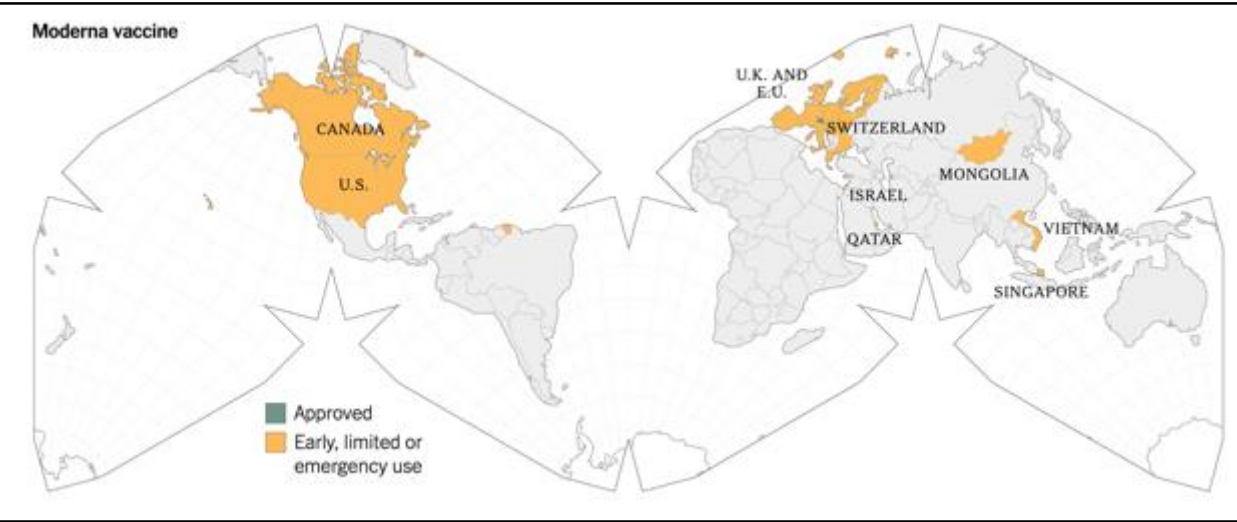 Moderna vaccine
U.K. AND
E.U.
CANADA
SWITZERLAND
MONGOLIA
U.S.
ISRAEL
VIETNAM
QATAR
SINGAPORE
Approved
Early, limited or
emergency use